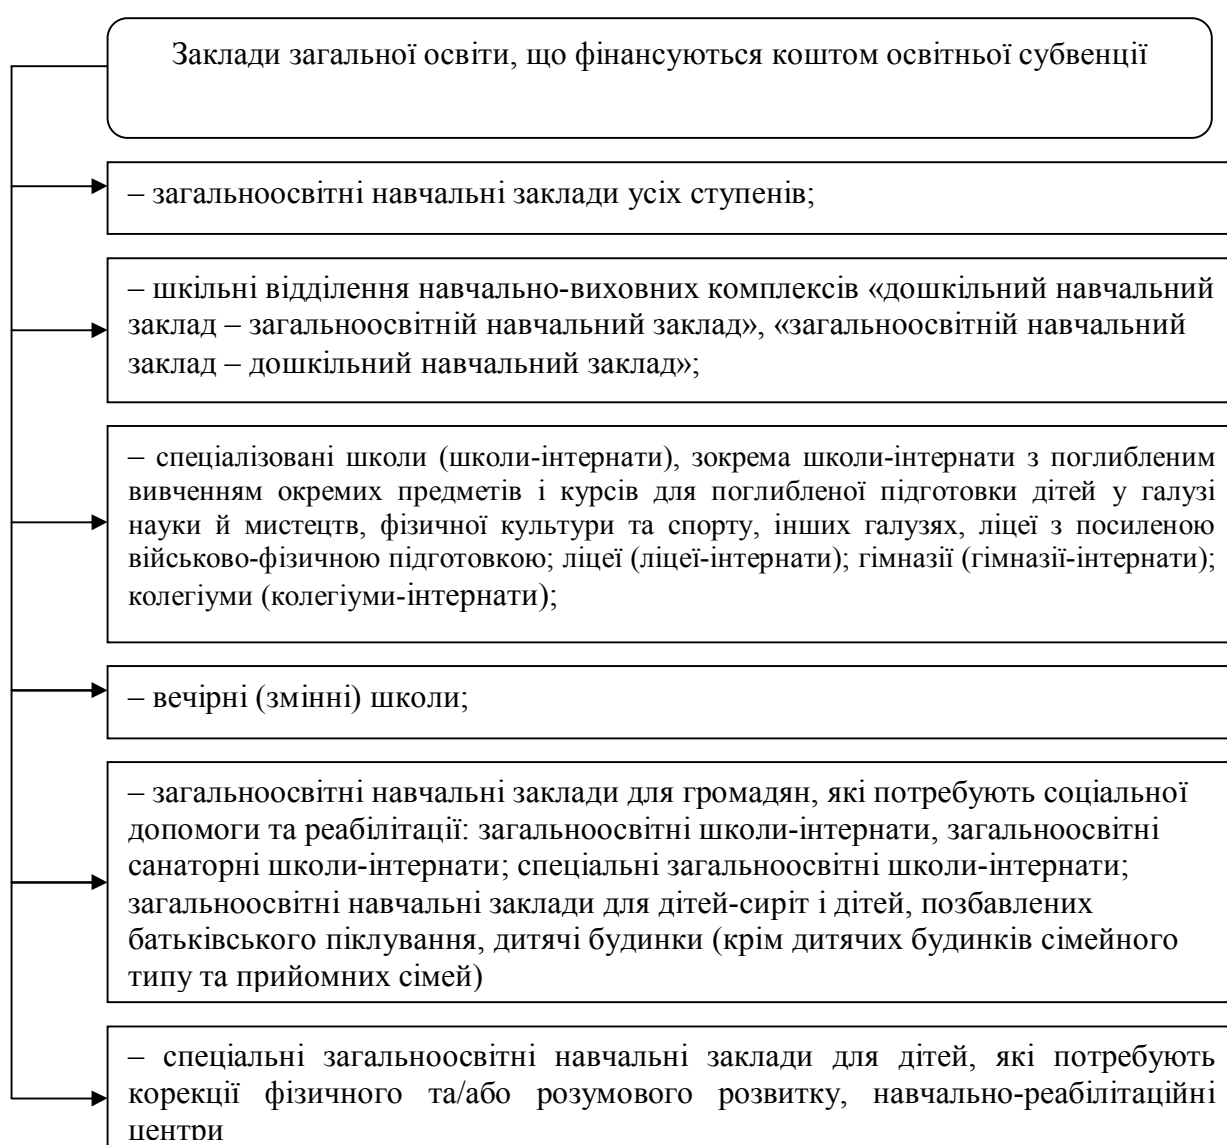 Заклади загальної освіти, що фінансуються коштом освітньої субвенції
– загальноосвітні навчальні заклади усіх ступенів;
– шкільні відділення навчально-виховних комплексів «дошкільний навчальний
заклад – загальноосвітній навчальний заклад», «загальноосвітній навчальний
заклад – дошкільний навчальний заклад»;
– спеціалізовані школи (школи-інтернати), зокрема школи-інтернати з поглибленим
вивченням окремих предметів і курсів для поглибленої підготовки дітей у галузі
науки й мистецтв, фізичної культури та спорту, інших галузях, ліцеї з посиленою
військово-фізичною підготовкою; ліцеї (ліцеї-інтернати); гімназії (гімназії-інтернати);
колегіуми (колегіуми-інтернати);
– вечірні (змінні) школи;
– загальноосвітні навчальні заклади для громадян, які потребують соціальної
допомоги та реабілітації: загальноосвітні школи-інтернати, загальноосвітні
санаторні школи-інтернати; спеціальні загальноосвітні школи-інтернати;
загальноосвітні навчальні заклади для дітей-сиріт і дітей, позбавлених
батьківського піклування, дитячі будинки (крім дитячих будинків сімейного
типу та прийомних сімей)
– спеціальні загальноосвітні навчальні заклади для дітей, які потребують
корекції фізичного та/або розумового розвитку, навчально-реабілітаційні
центри